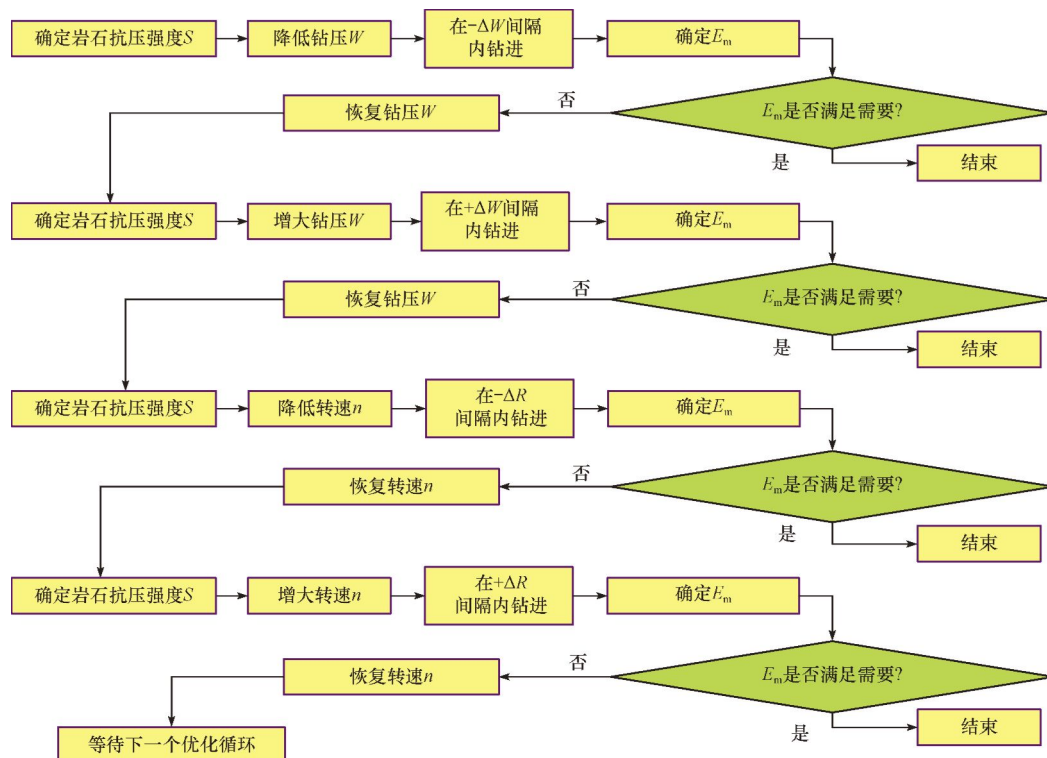 确定岩石抗压强度S
降低钻压W
在-ΔW间隔
内钻进
确定Em
Em是否满足需要?
否
恢复钻压W
是
结束
确定岩石抗压强度S
增大钻压W
在+ΔW间隔
内钻进
确定Em
Em是否满足需要?
否
恢复钻压W
是
结束
确定岩石抗压强度S
降低转速n
在-ΔR
间隔内钻进
确定Em
Em是否满足需要?
否
恢复转速n
是
结束
确定岩石抗压强度S
增大转速n
在+ΔR
间隔内钻进
确定Em
Em是否满足需要?
否
恢复转速n
是
结束
等待下一个优化循环